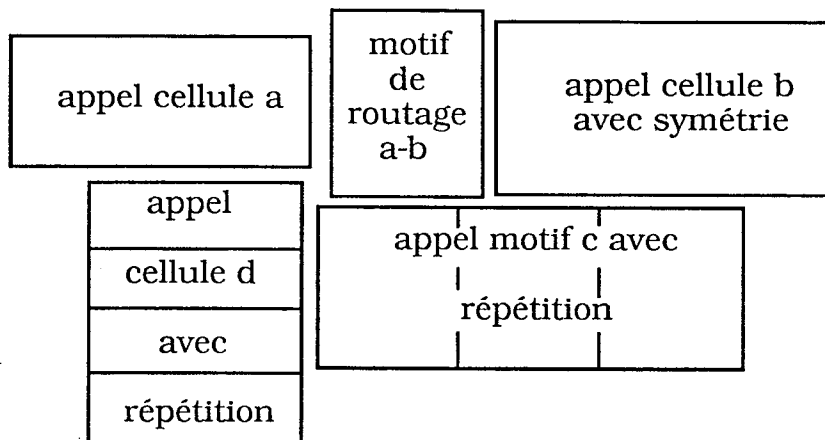 appel cellule a
motif
de
routage
a-b
appel cellule b
avec symétrie
appel
cellule d
avec
répétition
appel motif c avec
répétition